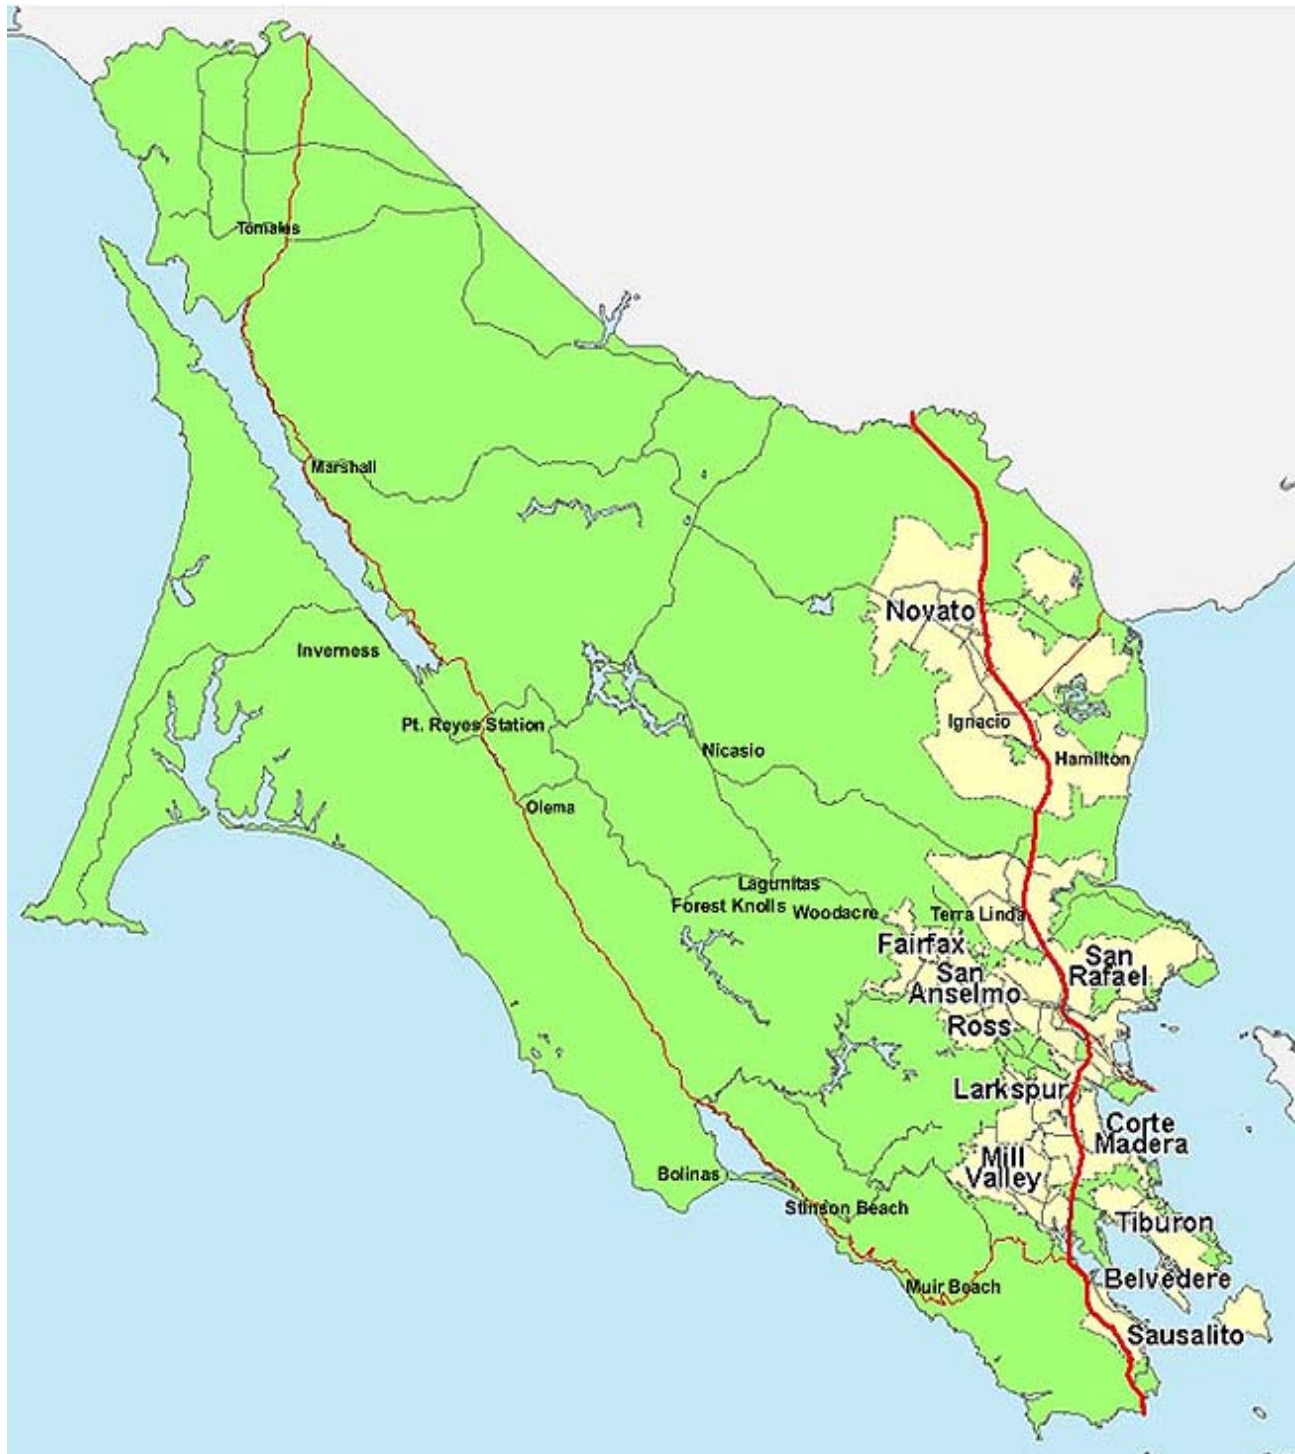 Tomales
Marshall
Novato
Inverness
Ignacio
Pt. Reyes Station
Nicasio
Hamilton
Olema
Lagunitas
Forest Knolls
Woodacre
Terra Linda
Fairfax
San
Rafael
San
Anselmo
Ross
Larkspur
Corte
Madera
Mill
Valley
Bolinas
Stinson Beach
Tiburon
Muir Beach
Belvedere
Sausalito